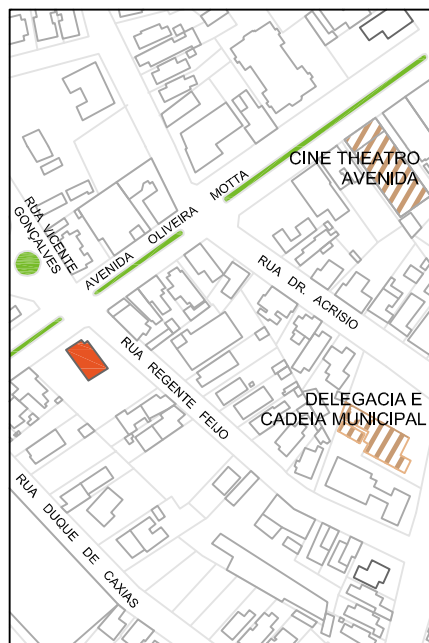 CINE THEATRO
AVENIDA
RUA VICENTE
GONÇALVES
AVENIDA OLIVEIRA MOTTA
RUA DR. ACRISIO
RUA REGENTE FEIJO
DELEGACIA E
CADEIA MUNICIPAL
RUA DUQUE DE CAXIAS